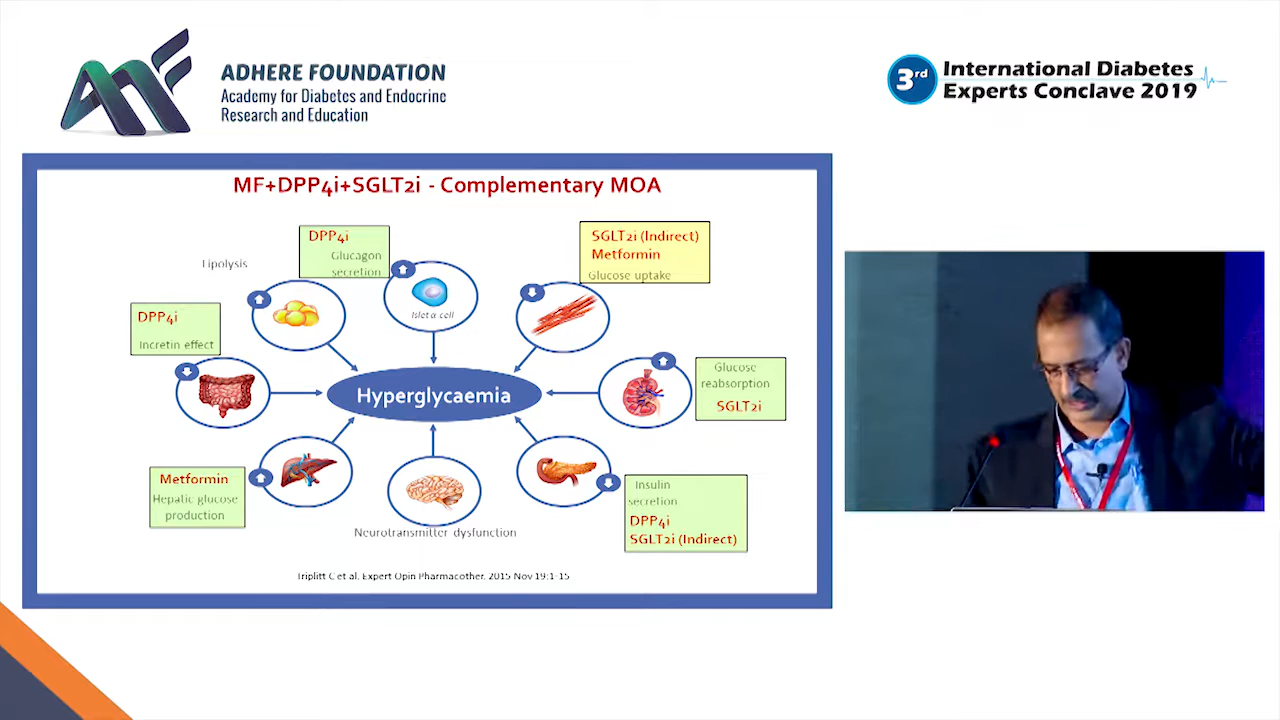 ADHERE FOUNDATION
Academy for Diabetes and Endocrine
Research and Education
3rd
International Diabetes
Experts Conclave 2019
MF+DPP4i+SGLT2i - Complementary MOA
DPP4i
Glucagon
secretion
SGLT2i (Indirect)
Metformin
Glucose uptake
Lipolysis
Islet α cell
DPP4i
Incretin effect
Hyperglycaemia
Glucose
reabsorption
SGLT2i
Metformin
Hepatic glucose
production
Neurotransmitter dysfunction
Insulin
secretion
DPP4i
SGLT2i (Indirect)
Triplitt C et al. Expert Opin Pharmacother. 2015 Nov 19:1-15